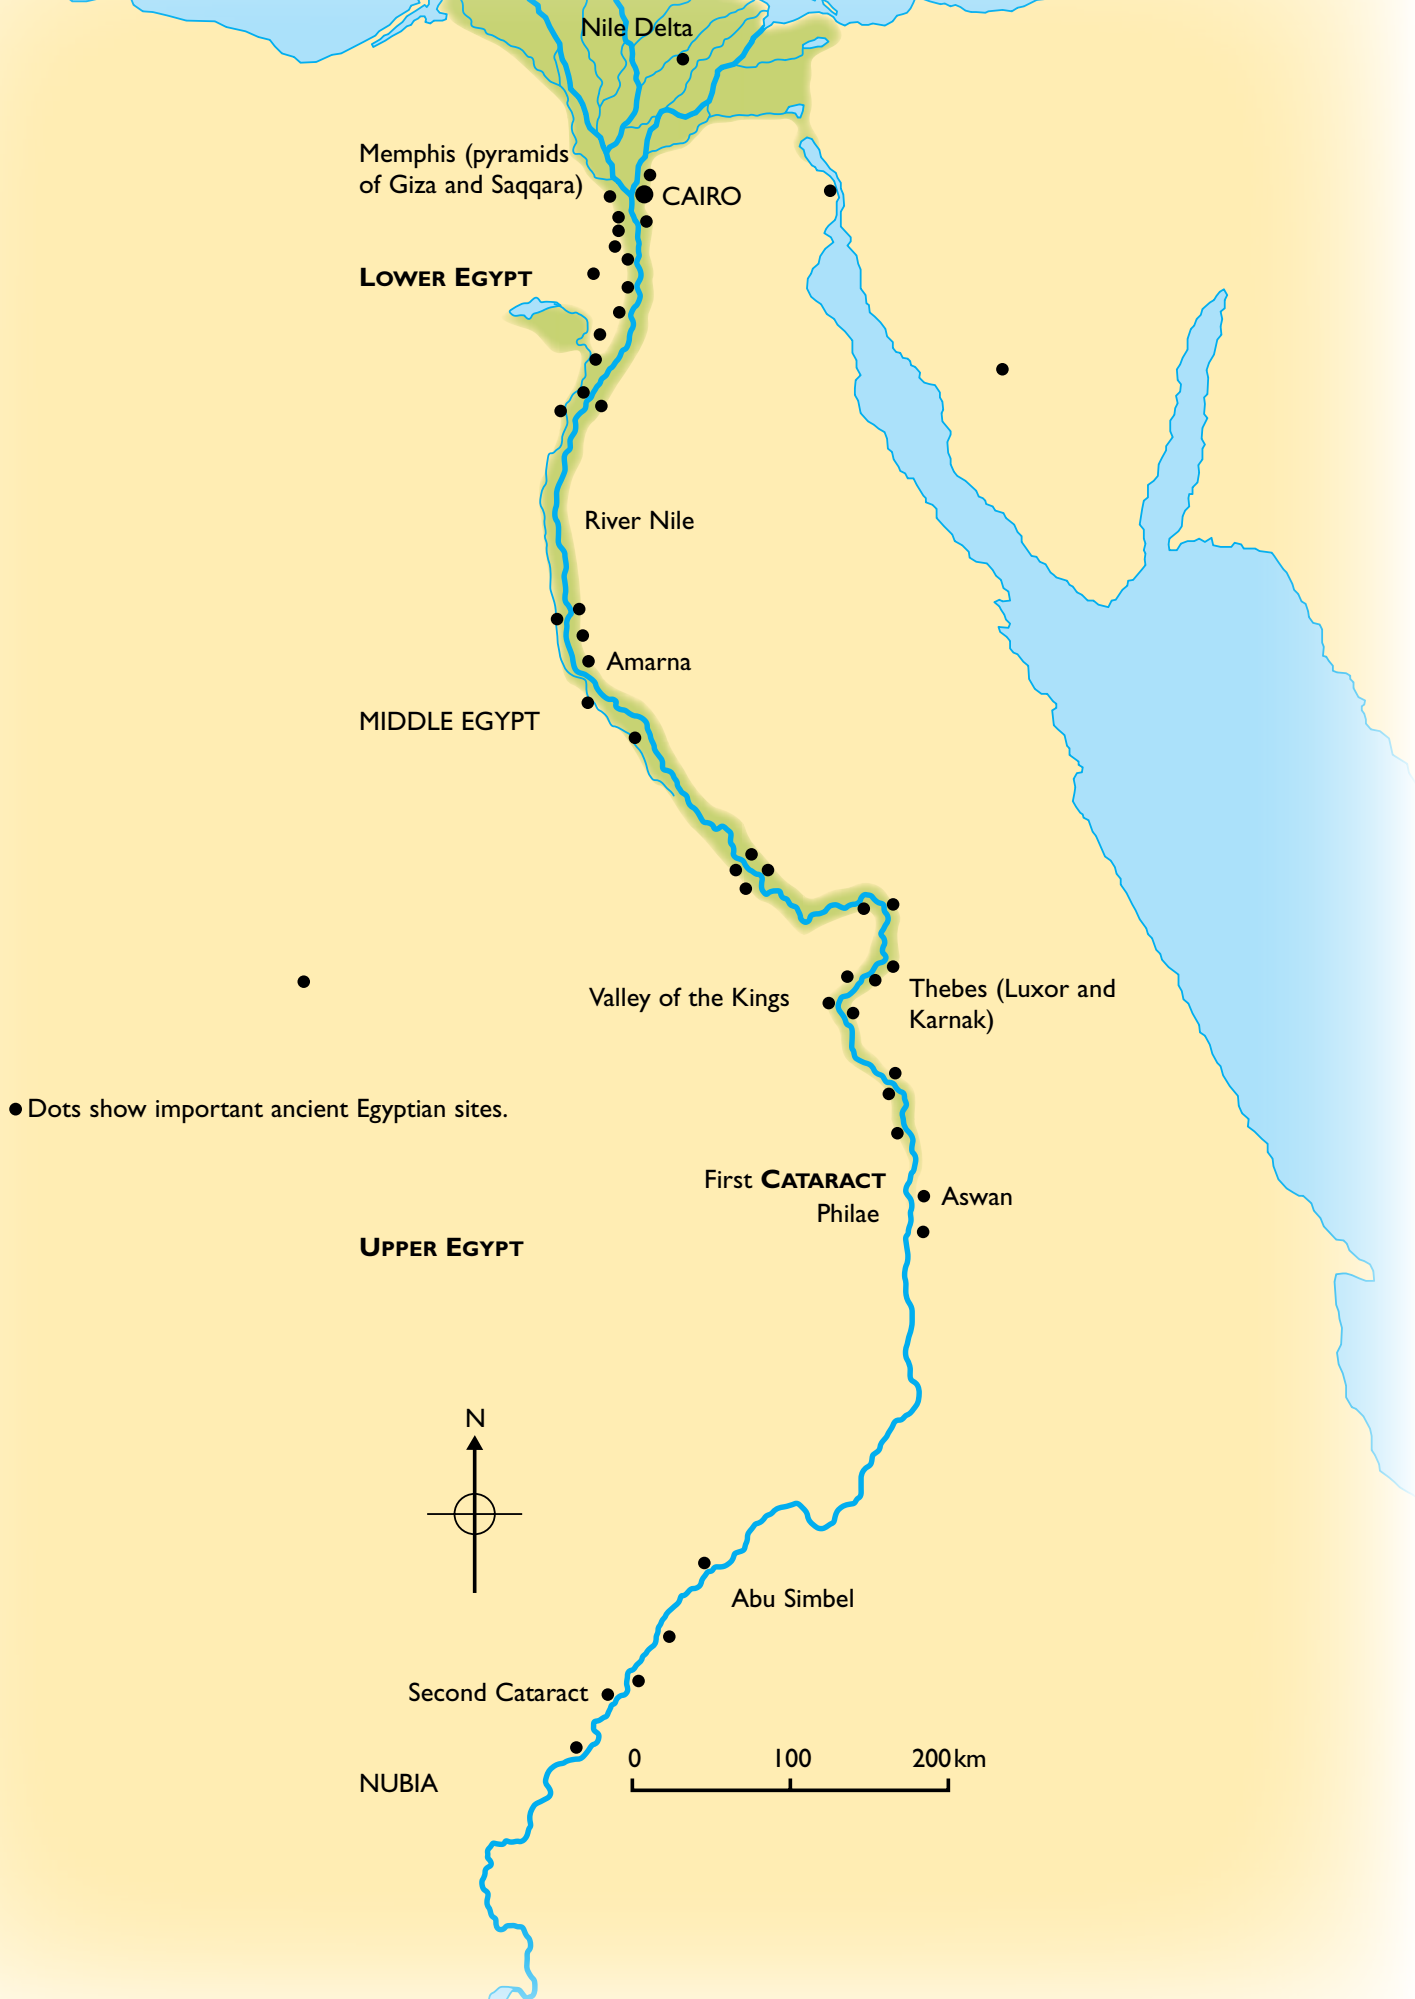 Nile Delta
Memphis (pyramids
of Giza and Saqqara)
CAIRO
LOWER EGYPT
River Nile
Amarna
MIDDLE EGYPT
Valley of the Kings
Thebes (Luxor and
Karnak)
Dots show important ancient Egyptian sites.
First CATARACT
Philae
Aswan
UPPER EGYPT
N
Abu Simbel
Second Cataract
0 100 200km
NUBIA